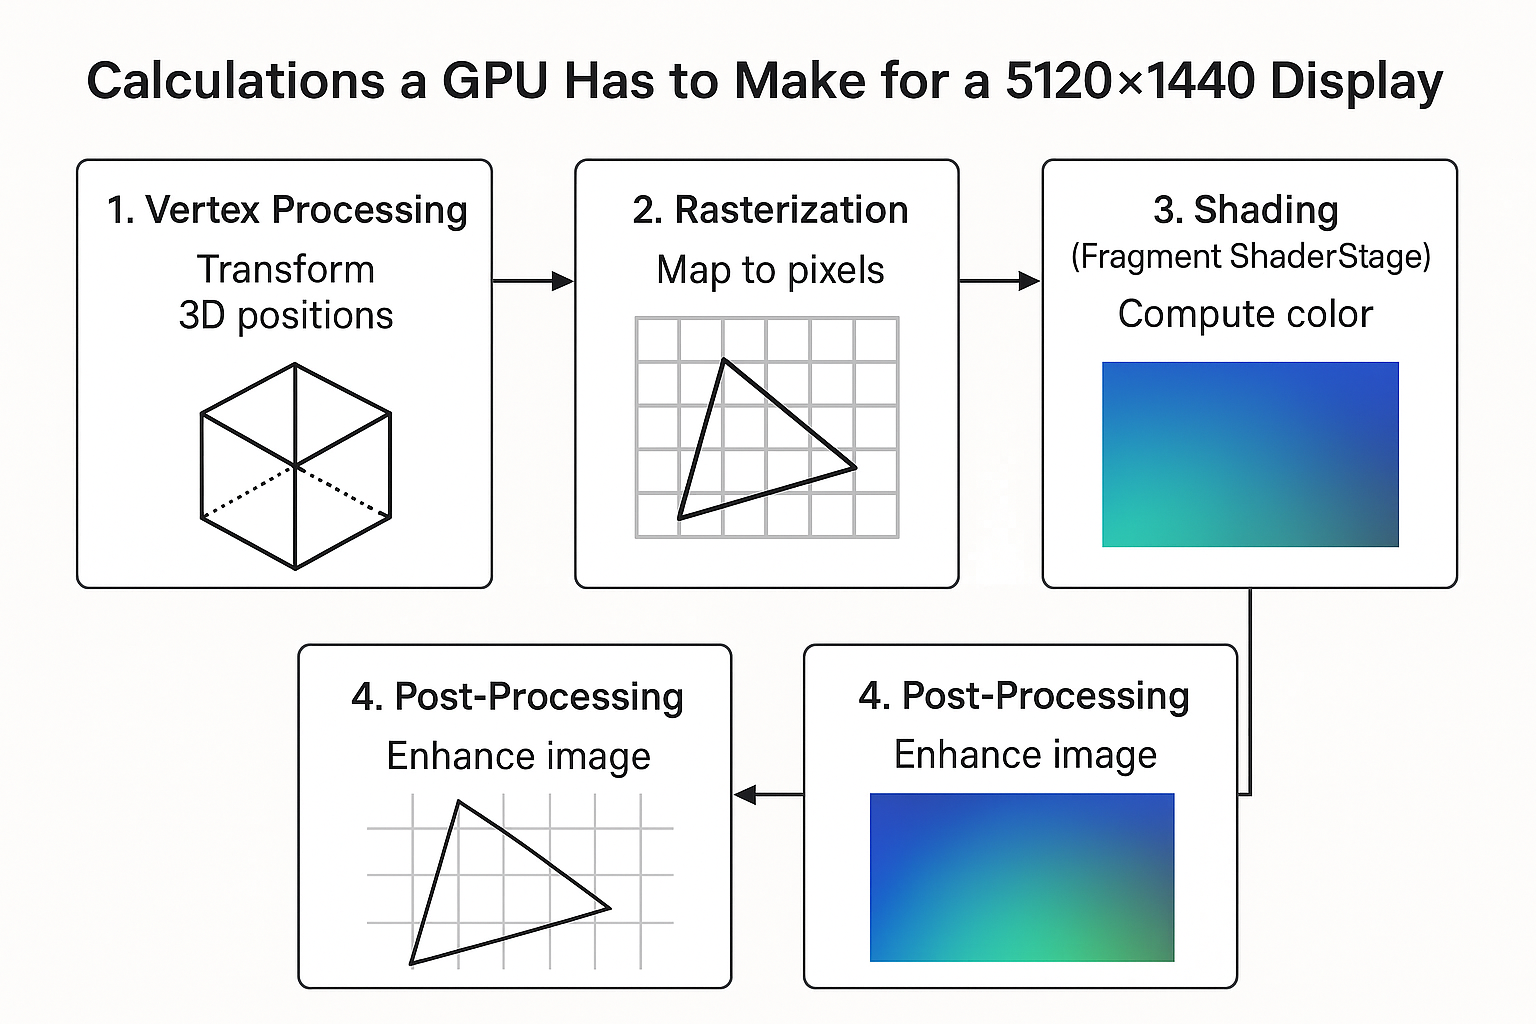 Calculations a GPU Has to Make for a 5120×1440 Display
1. Vertex Processing
Transform
3D positions
2. Rasterization
Map to pixels
3. Shading
(Fragment ShaderStage)
Compute color
4. Post-Processing
Enhance image
4. Post-Processing
Enhance image